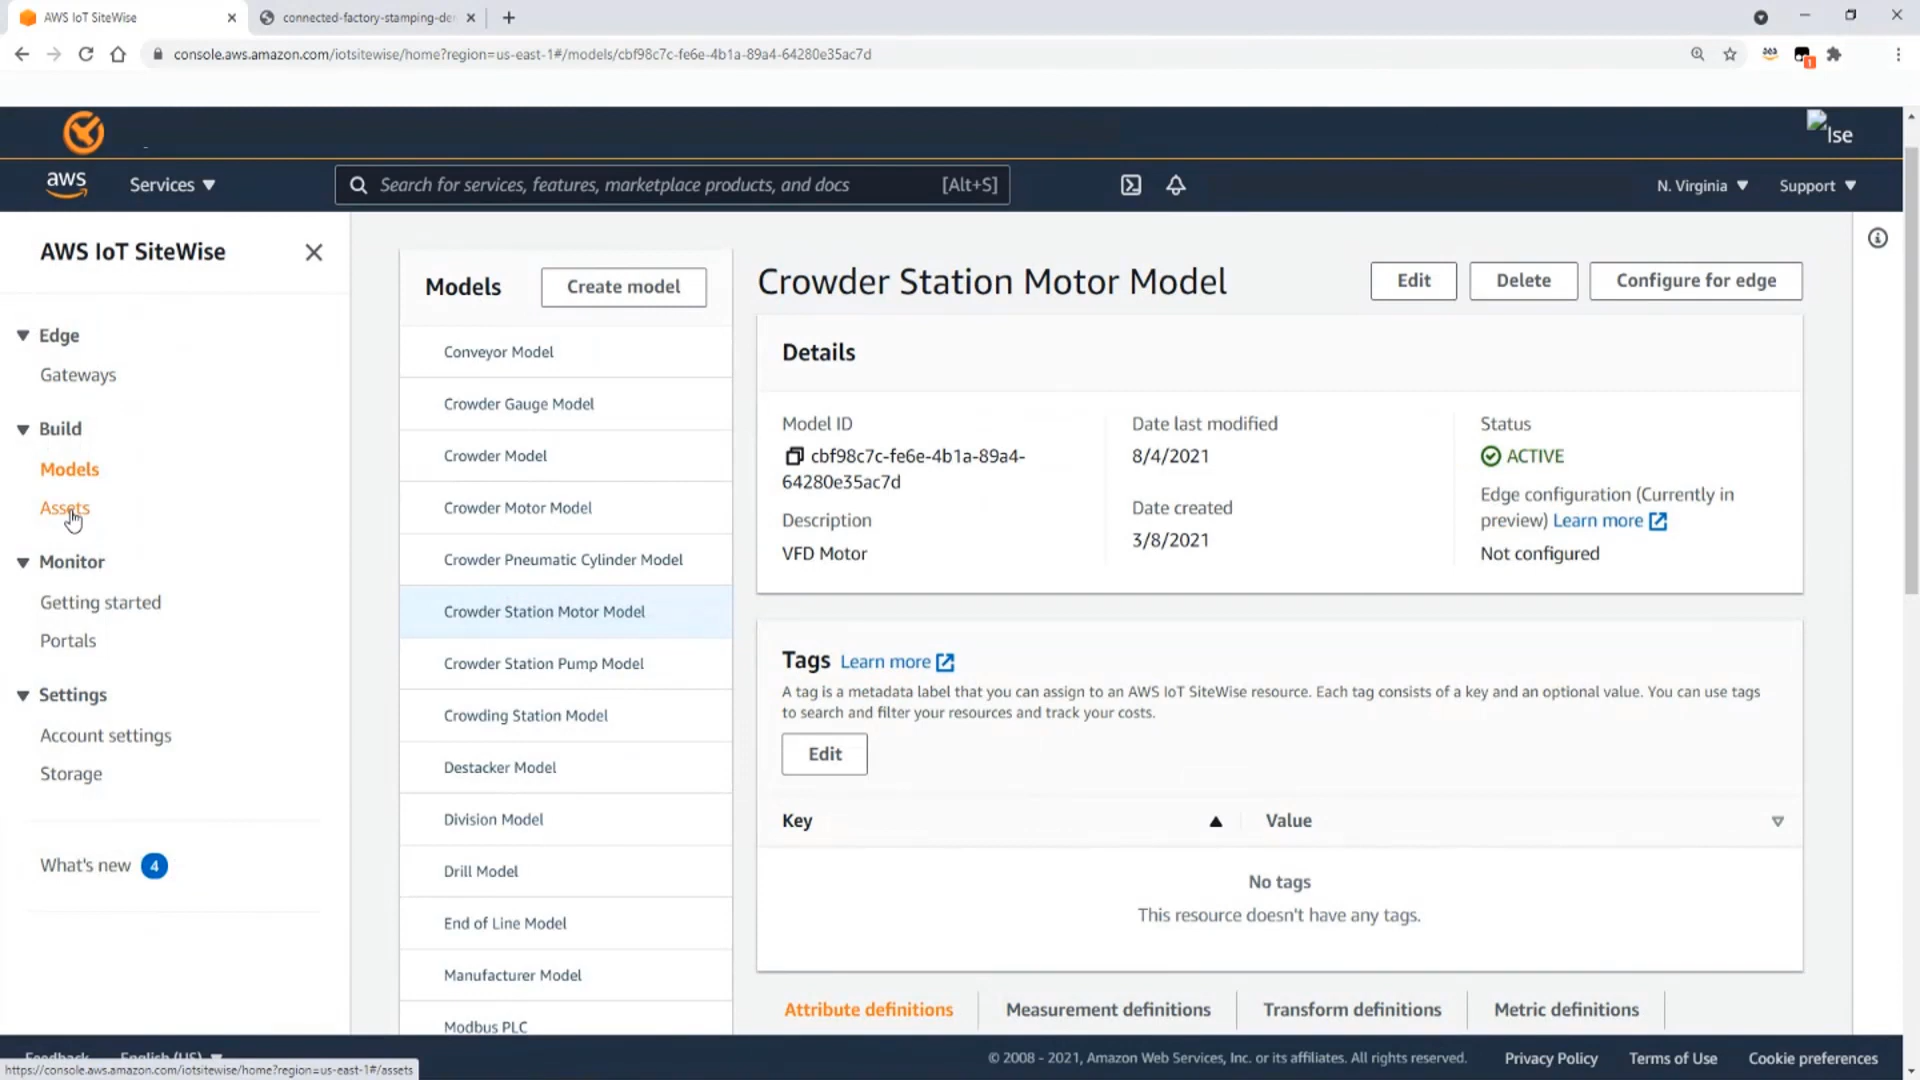 AWS IoT SiteWise
connected-factory-stamping-de
console.aws.amazon.com/iotsitewise/home?region=us-east-1#/models/cbf98c7c-fe6e-4b1a-89a4-64280e35ac7d
1
lse
aws
Services ▼
Search for services, features, marketplace products, and docs
[Alt+S]
N. Virginia ▼
Support ▼
AWS IoT SiteWise
Edge
Gateways
Build
Models
Assets
Monitor
Getting started
Portals
Settings
Account settings
Storage
What's new 4
Models
Create model
Conveyor Model
Crowder Gauge Model
Crowder Model
Crowder Motor Model
Crowder Pneumatic Cylinder Model
Crowder Station Motor Model
Crowder Station Pump Model
Crowding Station Model
Destacker Model
Division Model
Drill Model
End of Line Model
Manufacturer Model
Modbus PLC
Crowder Station Motor Model
Edit
Delete
Configure for edge
Details
Model ID
cbf98c7c-fe6e-4b1a-89a4-
64280e35ac7d
Description
VFD Motor
Date last modified
8/4/2021
Date created
3/8/2021
Status
ACTIVE
Edge configuration (Currently in
preview) Learn more
Not configured
Tags Learn more
A tag is a metadata label that you can assign to an AWS IoT SiteWise resource. Each tag consists of a key and an optional value. You can use tags
to search and filter your resources and track your costs.
Edit
Key
Value
No tags
This resource doesn't have any tags.
Attribute definitions
Measurement definitions
Transform definitions
Metric definitions
Feedback
English (US)
© 2008 - 2021, Amazon Web Services, Inc. or its affiliates. All rights reserved.
Privacy Policy
Terms of Use
Cookie preferences
https://console.aws.amazon.com/iotsitewise/home?region=us-east-1#/assets